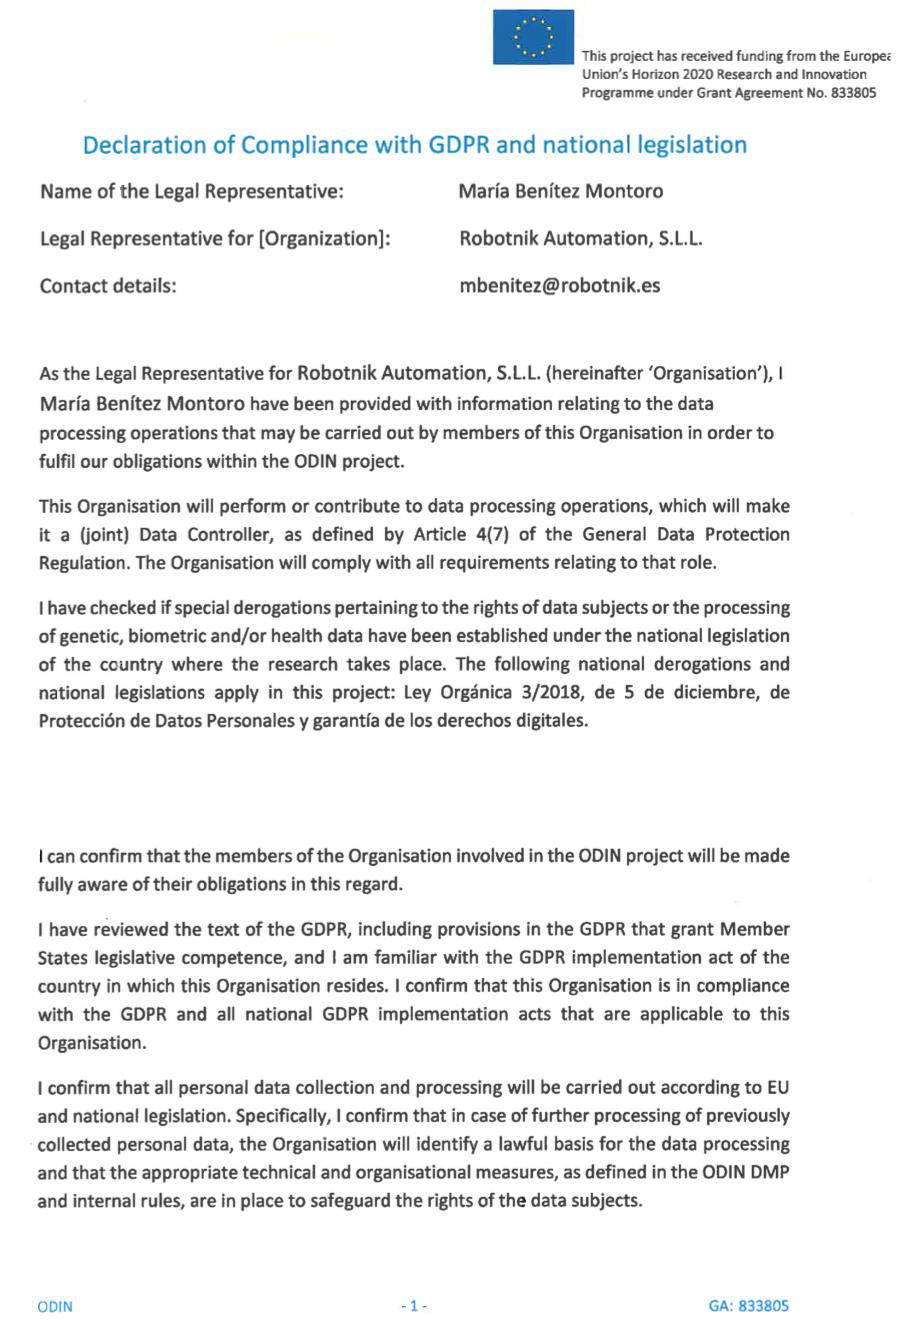 This project has received funding from the Europea
Union's Horizon 2020 Research and Innovation
Programme under Grant Agreement No. 833805
Declaration of Compliance with GDPR and national legislation
Name of the Legal Representative: María Benítez Montoro
Legal Representative for [Organization]: Robotnik Automation, S.L.L.
Contact details: mbenitez@robotnik.es
As the Legal Representative for Robotnik Automation, S.L.L. (hereinafter 'Organisation'), I
María Benítez Montoro have been provided with information relating to the data
processing operations that may be carried out by members of this Organisation in order to
fulfil our obligations within the ODIN project.
This Organisation will perform or contribute to data processing operations, which will make
it a (joint) Data Controller, as defined by Article 4(7) of the General Data Protection
Regulation. The Organisation will comply with all requirements relating to that role.
I have checked if special derogations pertaining to the rights of data subjects or the processing
of genetic, biometric and/or health data have been established under the national legislation
of the country where the research takes place. The following national derogations and
national legislations apply in this project: Ley Orgánica 3/2018, de 5 de diciembre, de
Protección de Datos Personales y garantía de los derechos digitales.
I can confirm that the members of the Organisation involved in the ODIN project will be made
fully aware of their obligations in this regard.
I have reviewed the text of the GDPR, including provisions in the GDPR that grant Member
States legislative competence, and I am familiar with the GDPR implementation act of the
country in which this Organisation resides. I confirm that this Organisation is in compliance
with the GDPR and all national GDPR implementation acts that are applicable to this
Organisation.
I confirm that all personal data collection and processing will be carried out according to EU
and national legislation. Specifically, I confirm that in case of further processing of previously
collected personal data, the Organisation will identify a lawful basis for the data processing
and that the appropriate technical and organisational measures, as defined in the ODIN DMP
and internal rules, are in place to safeguard the rights of the data subjects.
ODIN - 1 - GA: 833805